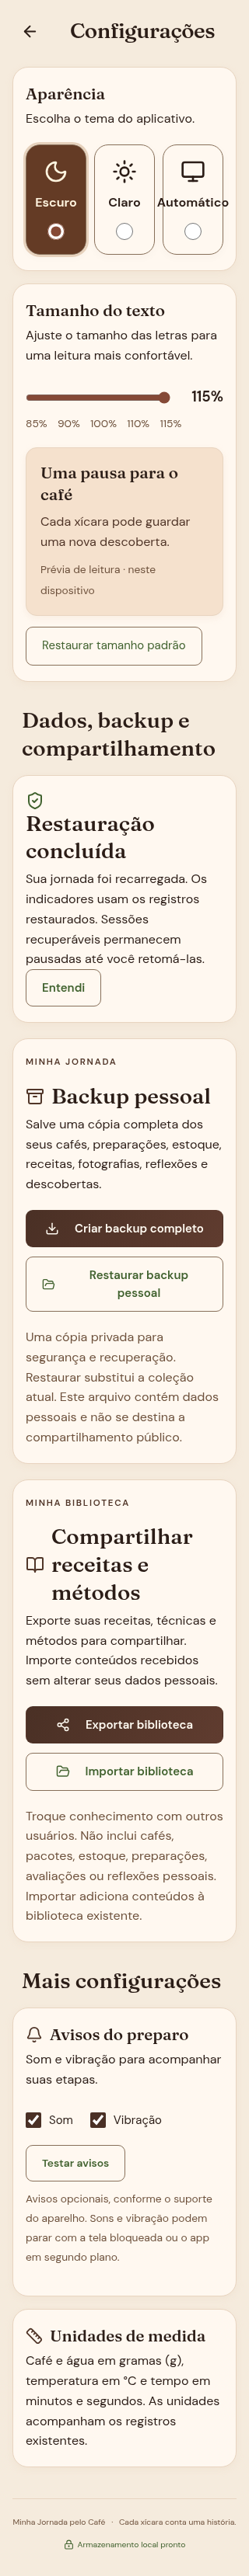 Configurações
Aparência
Escolha o tema do aplicativo.
Escuro
Claro
Automático
Tamanho do texto
Ajuste o tamanho das letras para
uma leitura mais confortável.
115%
85% 90% 100% 110% 115%
Uma pausa para o
café
Cada xícara pode guardar
uma nova descoberta.
Prévia de leitura · neste
dispositivo
Restaurar tamanho padrão
Dados, backup e
compartilhamento
Restauração
concluída
Sua jornada foi recarregada. Os
indicadores usam os registros
restaurados. Sessões
recuperáveis permanecem
pausadas até você retomá-las.
Entendi
MINHA JORNADA
Backup pessoal
Salve uma cópia completa dos
seus cafés, preparações, estoque,
receitas, fotografias, reflexões e
descobertas.
Criar backup completo
Restaurar backup
pessoal
Uma cópia privada para
segurança e recuperação.
Restaurar substitui a coleção
atual. Este arquivo contém dados
pessoais e não se destina a
compartilhamento público.
MINHA BIBLIOTECA
Compartilhar
receitas e
métodos
Exporte suas receitas, técnicas e
métodos para compartilhar.
Importe conteúdos recebidos
sem alterar seus dados pessoais.
Exportar biblioteca
Importar biblioteca
Troque conhecimento com outros
usuários. Não inclui cafés,
pacotes, estoque, preparações,
avaliações ou reflexões pessoais.
Importar adiciona conteúdos à
biblioteca existente.
Mais configurações
Avisos do preparo
Som e vibração para acompanhar
suas etapas.
Som
Vibração
Testar avisos
Avisos opcionais, conforme o suporte
do aparelho. Sons e vibração podem
parar com a tela bloqueada ou o app
em segundo plano.
Unidades de medida
Café e água em gramas (g),
temperatura em °C e tempo em
minutos e segundos. As unidades
acompanham os registros
existentes.
Minha Jornada pelo Café · Cada xícara conta uma história.
Armazenamento local pronto